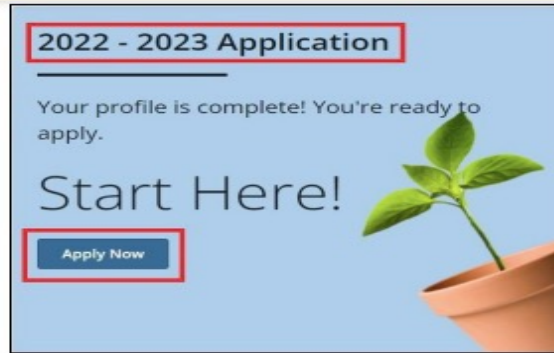 2022 - 2023 Application
Your profile is complete! You're ready to
apply.
Start Here!
Apply Now